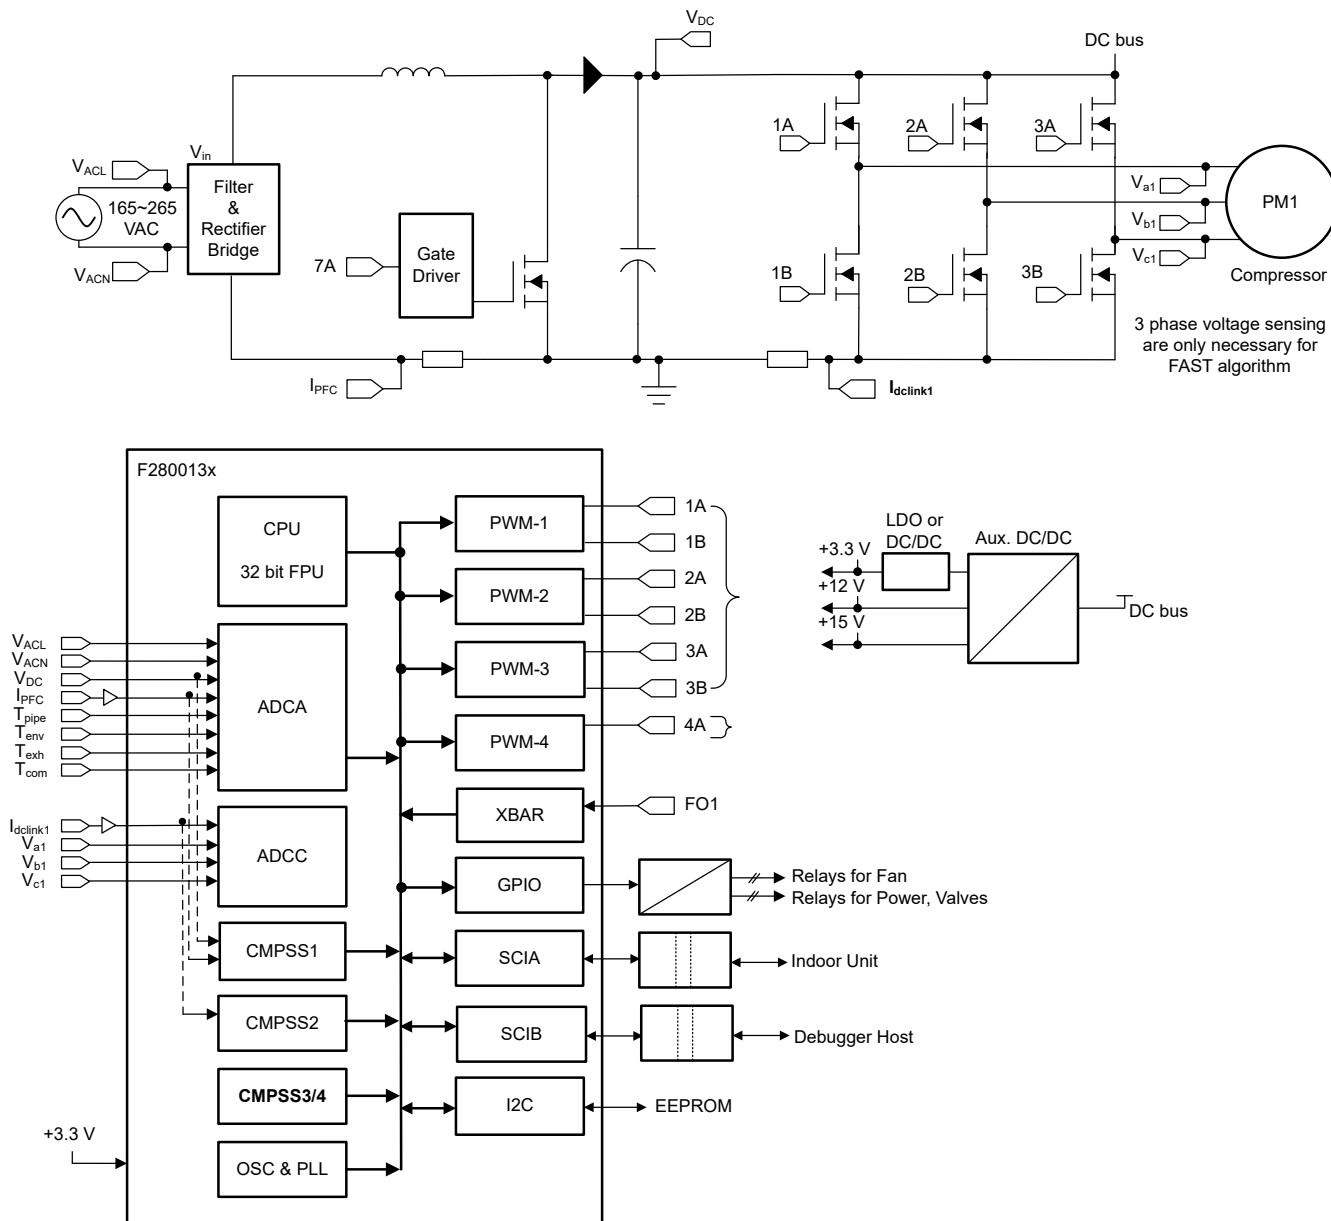 V_DC
DC bus
1A
2A
3A
V_in
V_ACL
Filter
&
Rectifier
Bridge
165~265
VAC
V_ACN
V_a1
V_b1
V_c1
PM1
Compressor
7A
Gate
Driver
1B
2B
3B
3 phase voltage sensing
are only necessary for
FAST algorithm
I_PFC
I_dclink1
F280013x
CPU
32 bit FPU
PWM-1
1A
1B
PWM-2
2A
2B
PWM-3
3A
3B
PWM-4
4A
LDO or
DC/DC
Aux. DC/DC
+3.3 V
+12 V
+15 V
DC bus
V_ACL
V_ACN
V_DC
I_PFC
T_pipe
T_env
T_exh
T_com
ADCA
XBAR
FO1
I_dclink1
V_a1
V_b1
V_c1
ADCC
GPIO
Relays for Fan
Relays for Power, Valves
CMPSS1
SCIA
Indoor Unit
CMPSS2
SCIB
Debugger Host
CMPSS3/4
I2C
EEPROM
+3.3 V
OSC & PLL